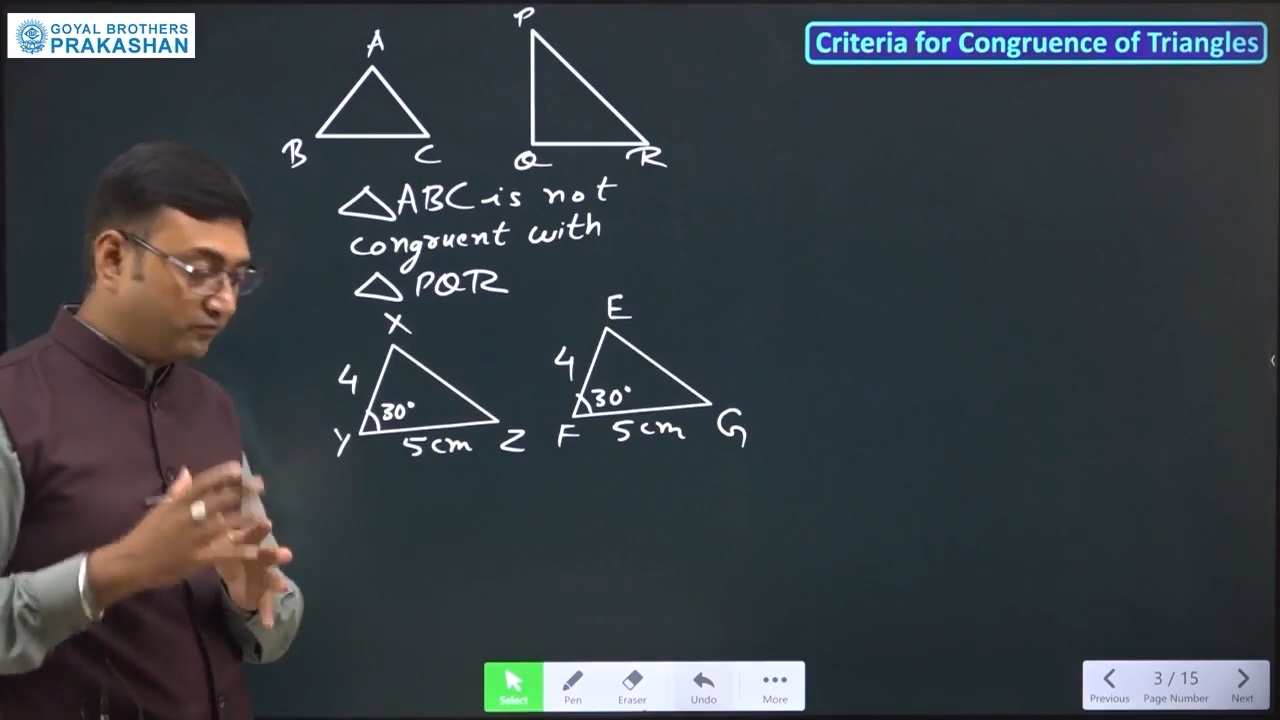 GOYAL BROTHERS
PRAKASHAN
Criteria for Congruence of Triangles
A
B
C
P
Q
R
△ABC is not
congruent with
△PQR
X
4
30°
Y
5cm
Z
E
4
30°
F
5cm
G
Select
Pen
Eraser
Undo
More
3 / 15
Previous
Page Number
Next